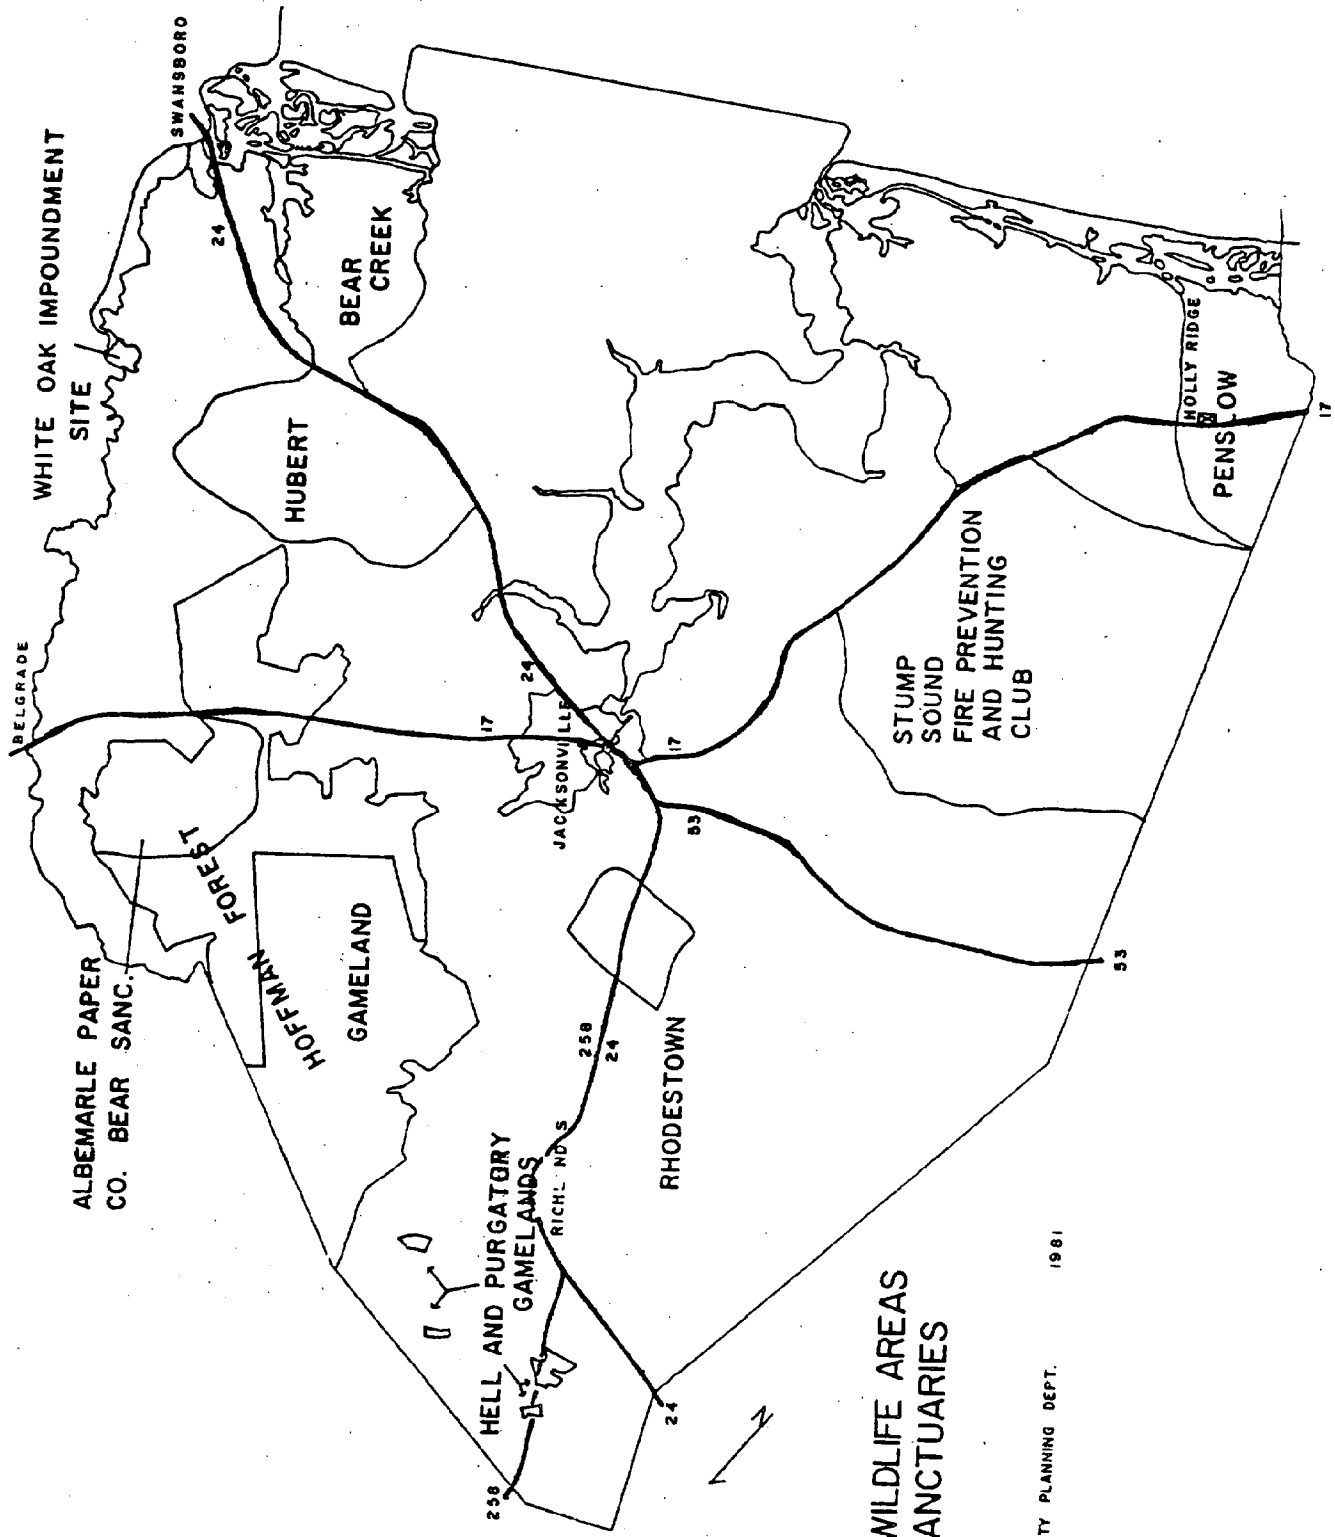 SWANSBORO
WHITE OAK IMPOUNDMENT
SITE
24
BEAR
CREEK
HUBERT
BELGRADE
24
17
JACKSONVILLE
17
53
HOLLY RIDGE
PENSLOW
17
STUMP
SOUND
FIRE PREVENTION
AND HUNTING
CLUB
53
ALBEMARLE PAPER
CO. BEAR SANC.
HOFFMAN FOREST
GAMELAND
258
24
RHODESTOWN
RICHL NDS
HELL AND PURGATORY
GAMELANDS
258
24
N
WILDLIFE AREAS
ANCTUARIES
1981
TY PLANNING DEPT.